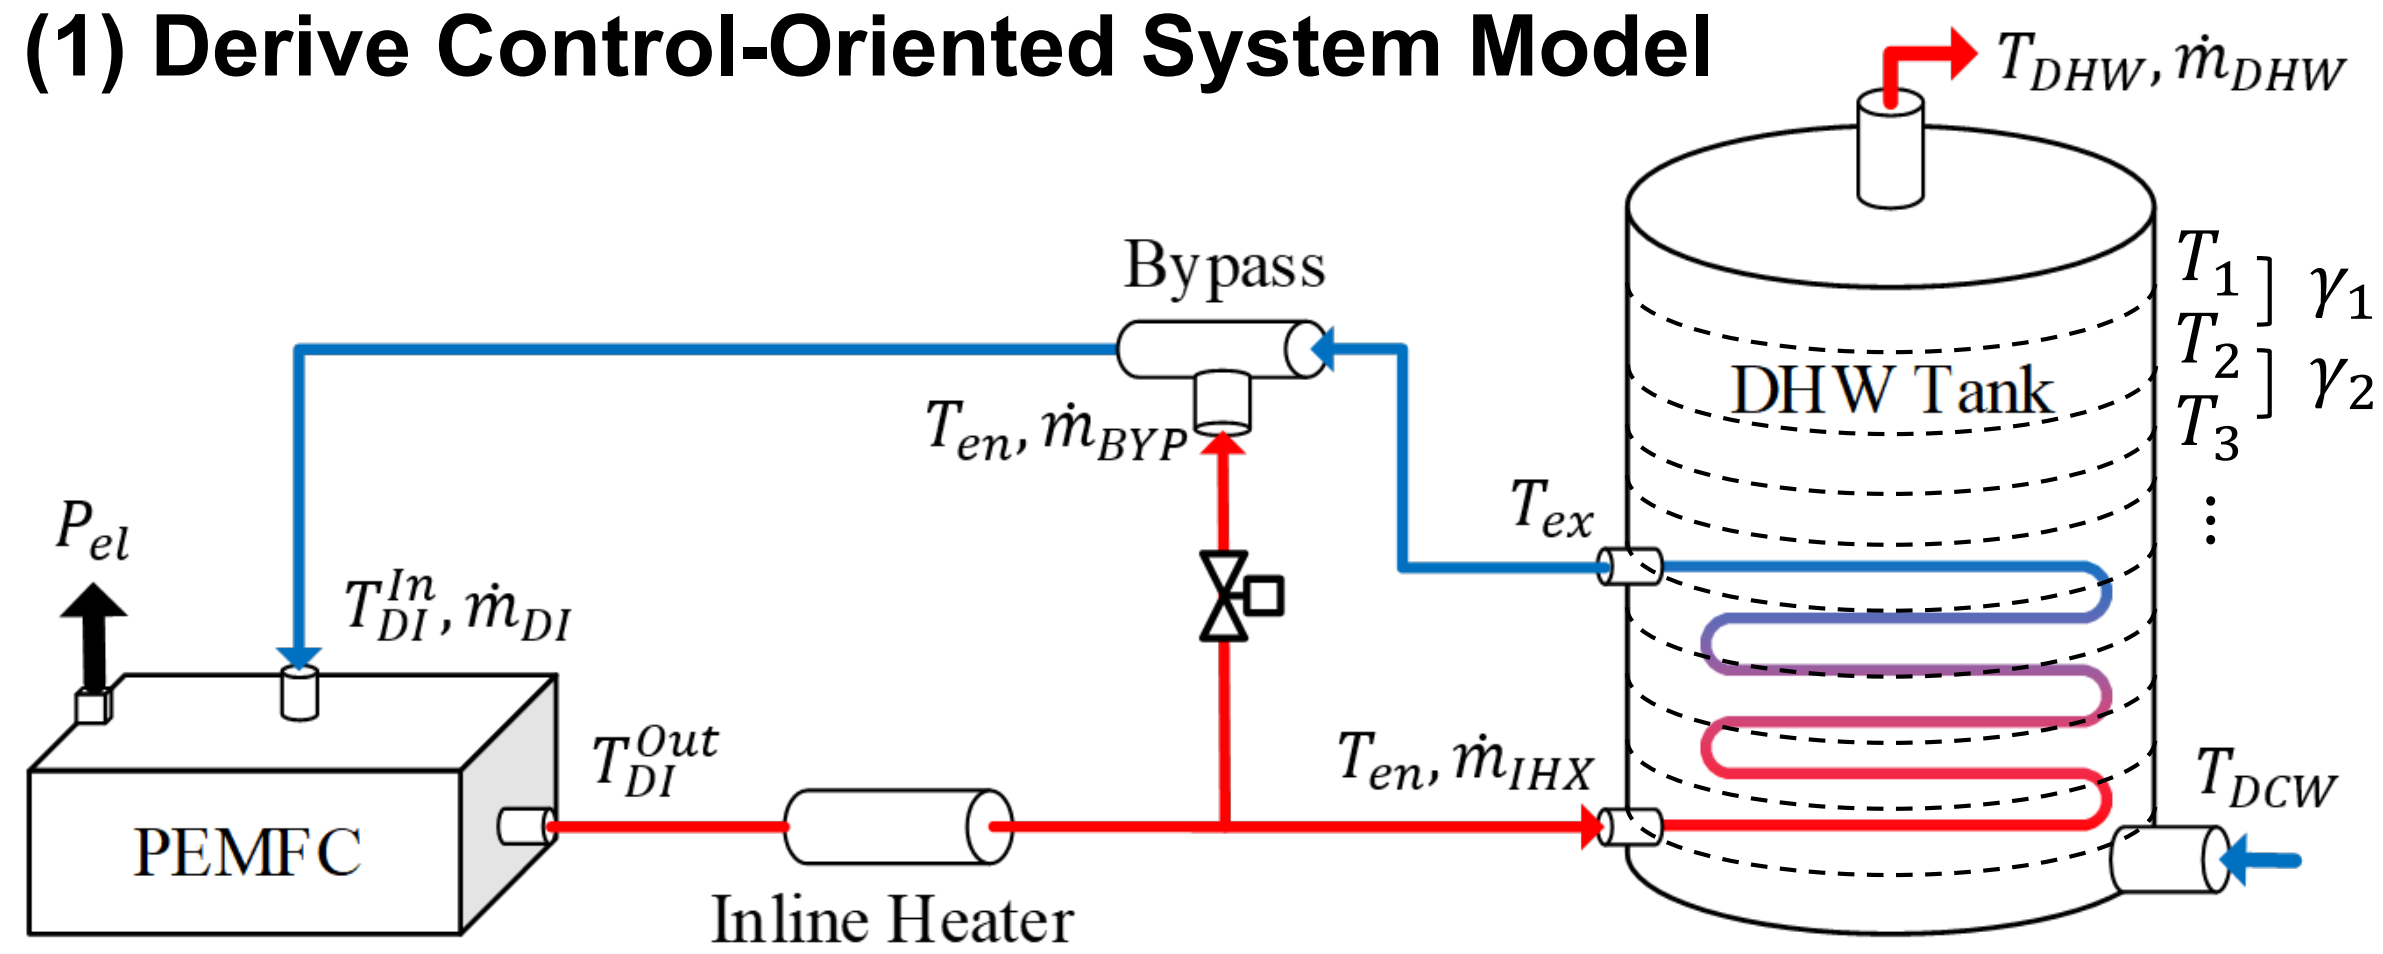 (1) Derive Control-Oriented System Model
T_DHW, ṁ_DHW
Bypass
T_1
T_2
T_3
⋮
γ_1
γ_2
DHW Tank
T_en, ṁ_BYP
T_ex
P_el
T_DI^In, ṁ_DI
T_DI^Out
T_en, ṁ_IHX
T_DCW
PEMFC
Inline Heater